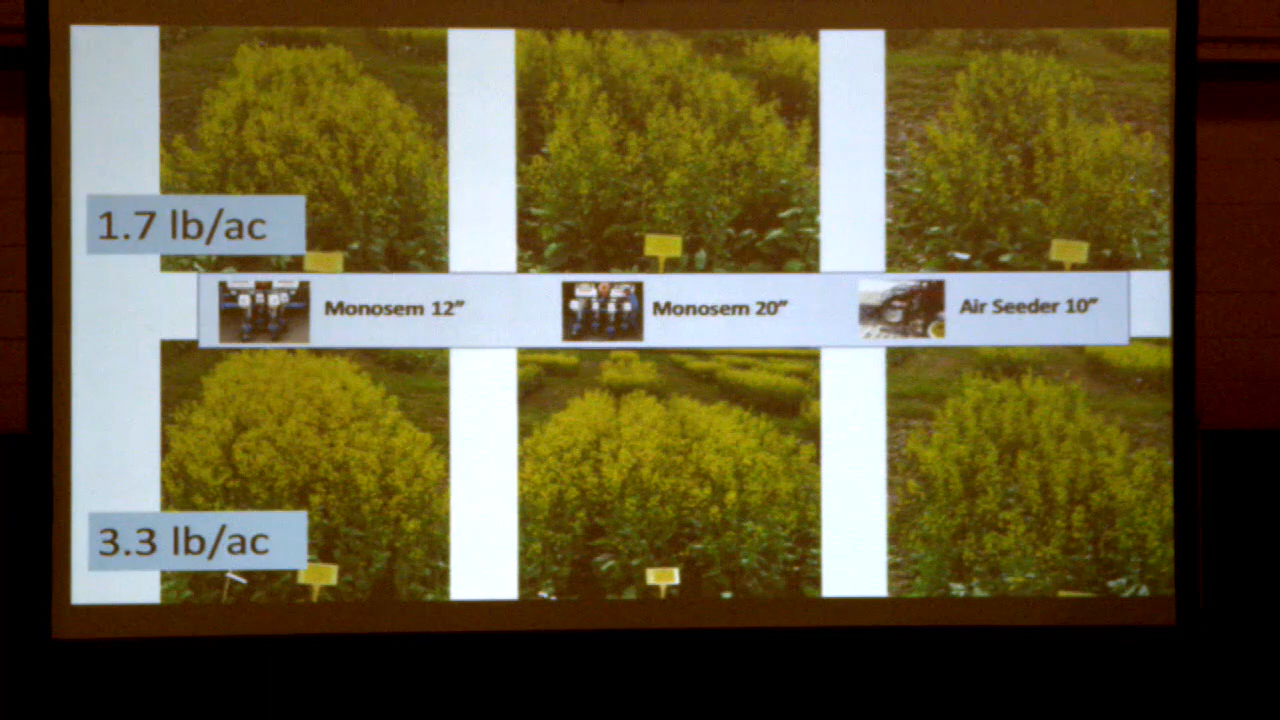 1.7 lb/ac
Monosem 12”
Monosem 20”
Air Seeder 10”
3.3 lb/ac